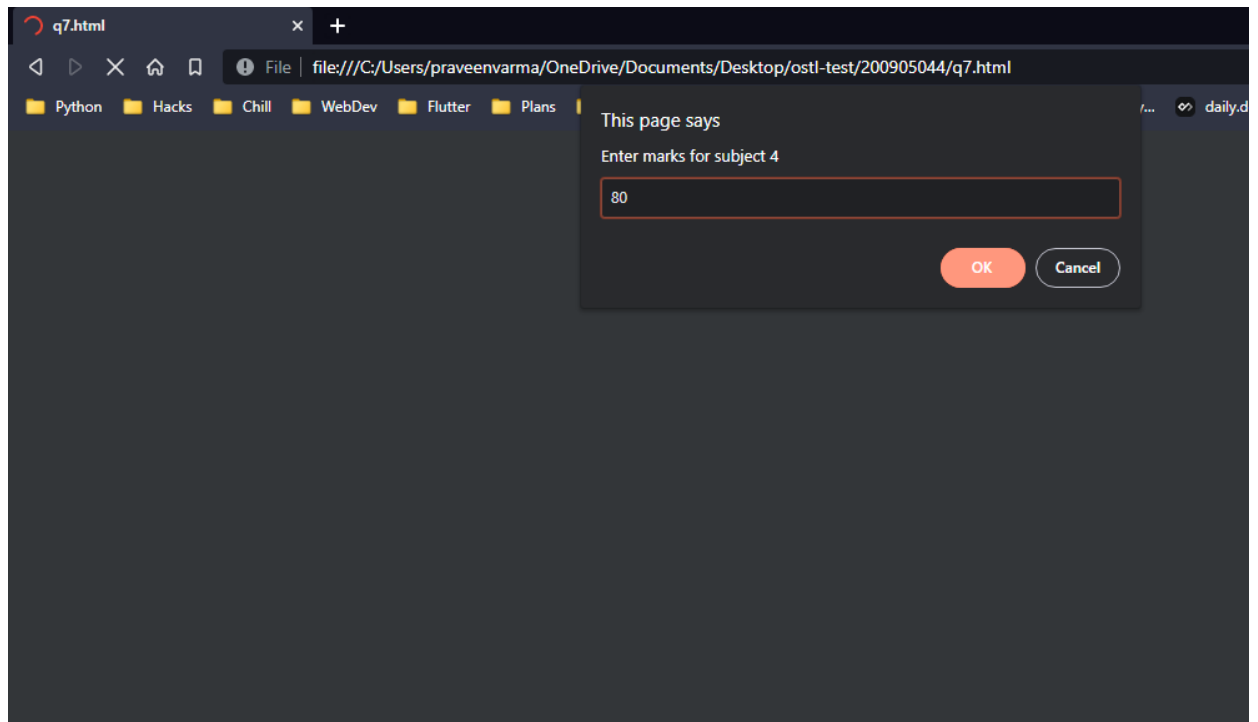 q7.html
File | file:///C:/Users/praveenvarma/OneDrive/Documents/Desktop/ostl-test/200905044/q7.html
Python Hacks Chill WebDev Flutter Plans ... daily.d
This page says
Enter marks for subject 4
80
OK Cancel